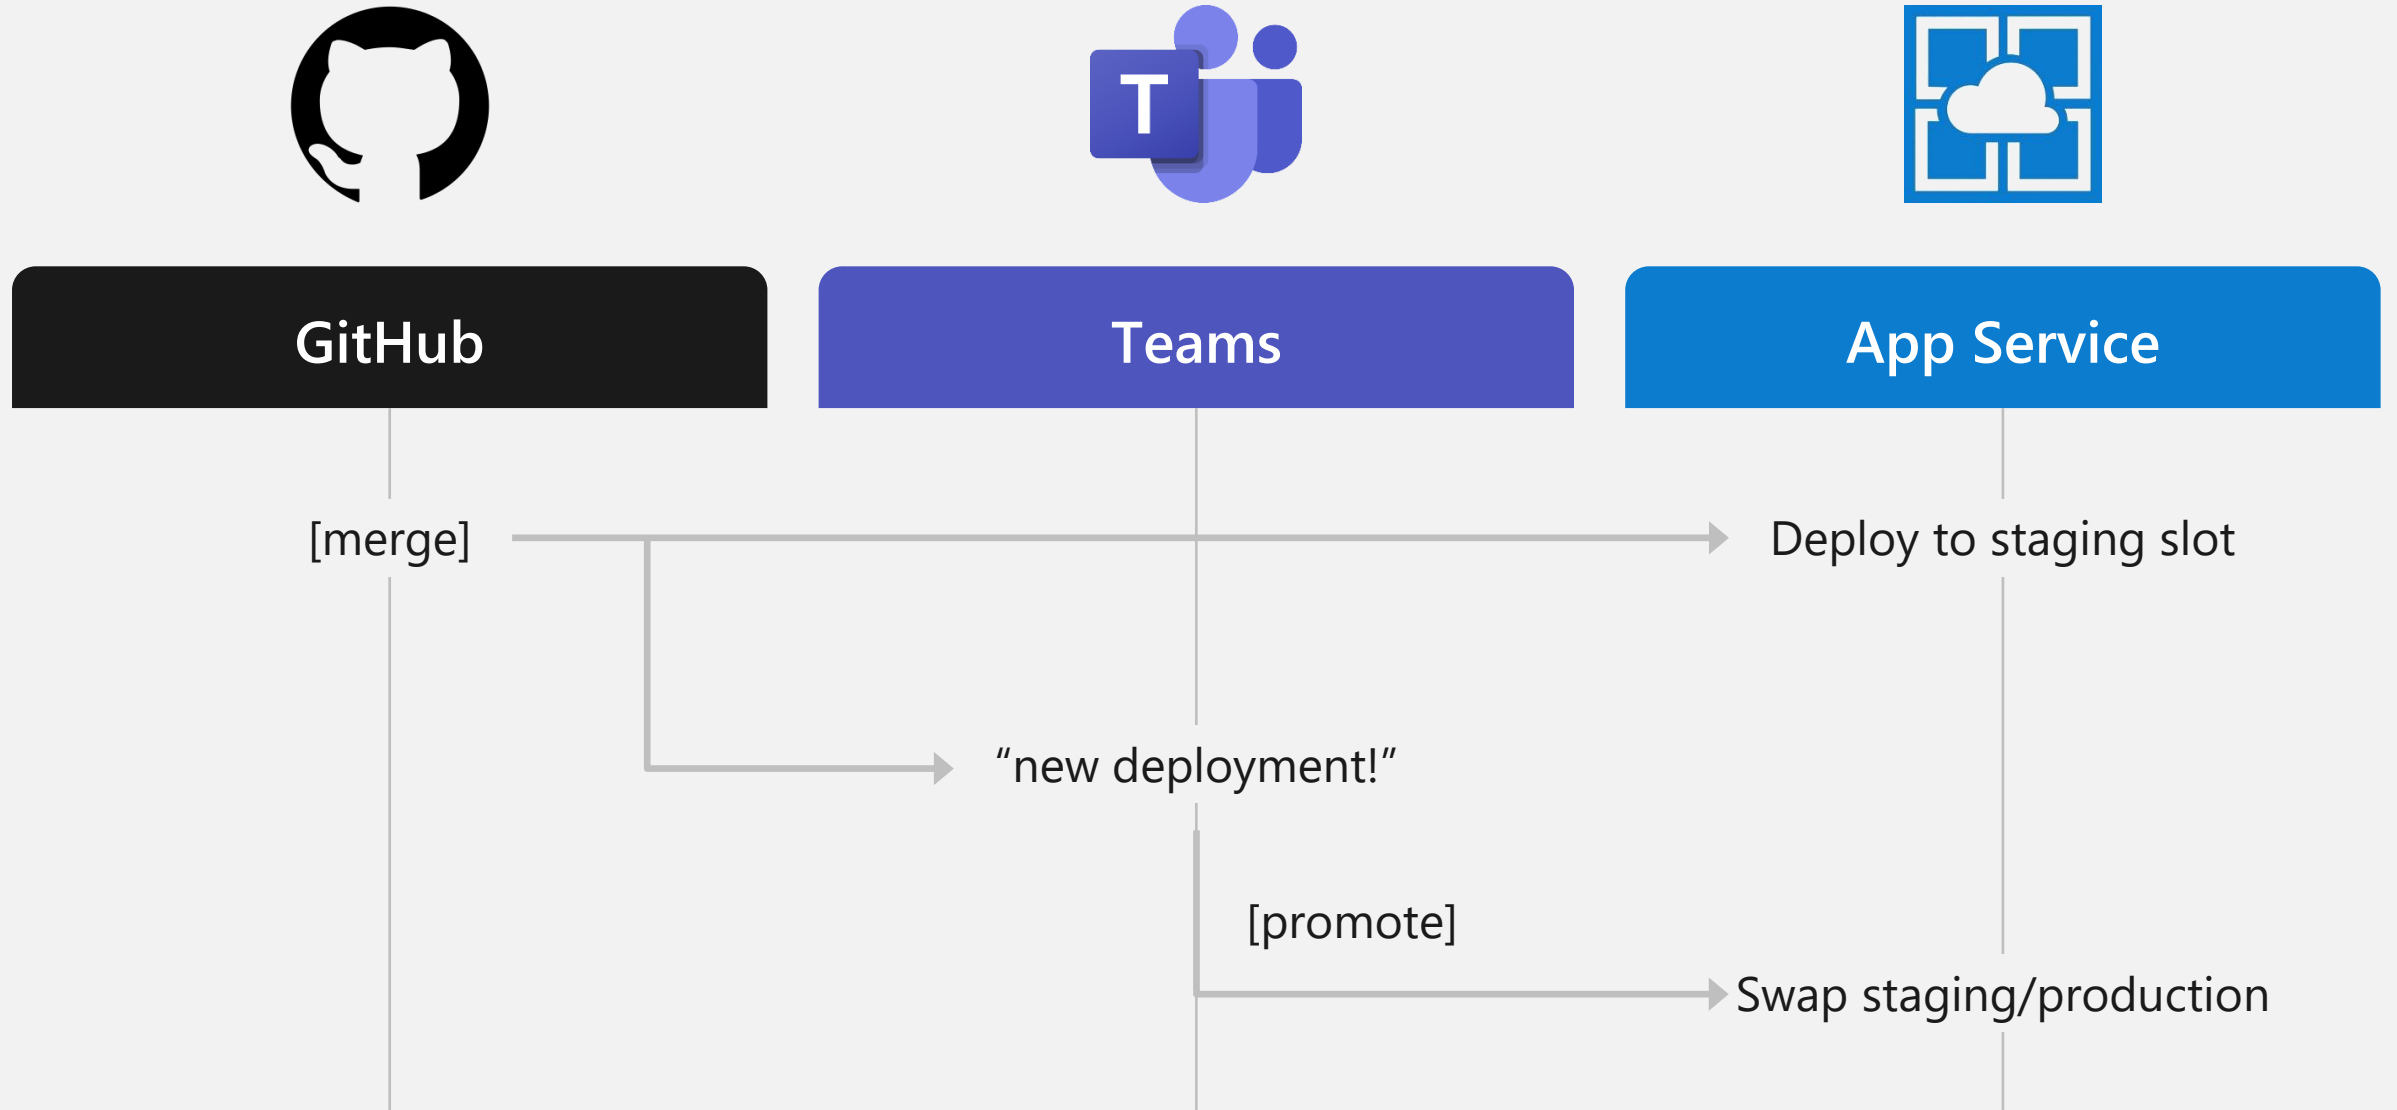 T
GitHub
Teams
App Service
[merge]
Deploy to staging slot
“new deployment!”
[promote]
Swap staging/production